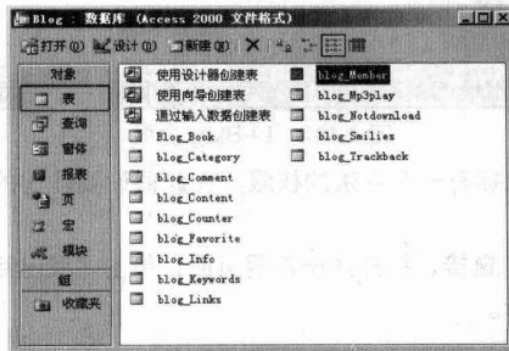 Blog : 数据库 (Access 2000 文件格式)
打开(O) 设计(D) 新建(N)
对象
表
查询
窗体
报表
页
宏
模块
组
收藏夹
使用设计器创建表
使用向导创建表
通过输入数据创建表
Blog_Book
blog_Category
blog_Comment
blog_Content
blog_Counter
blog_Favorite
blog_Info
blog_Keywords
blog_Links
blog_Member
blog_Mp3play
blog_Notdownload
blog_Smilies
blog_Trackback